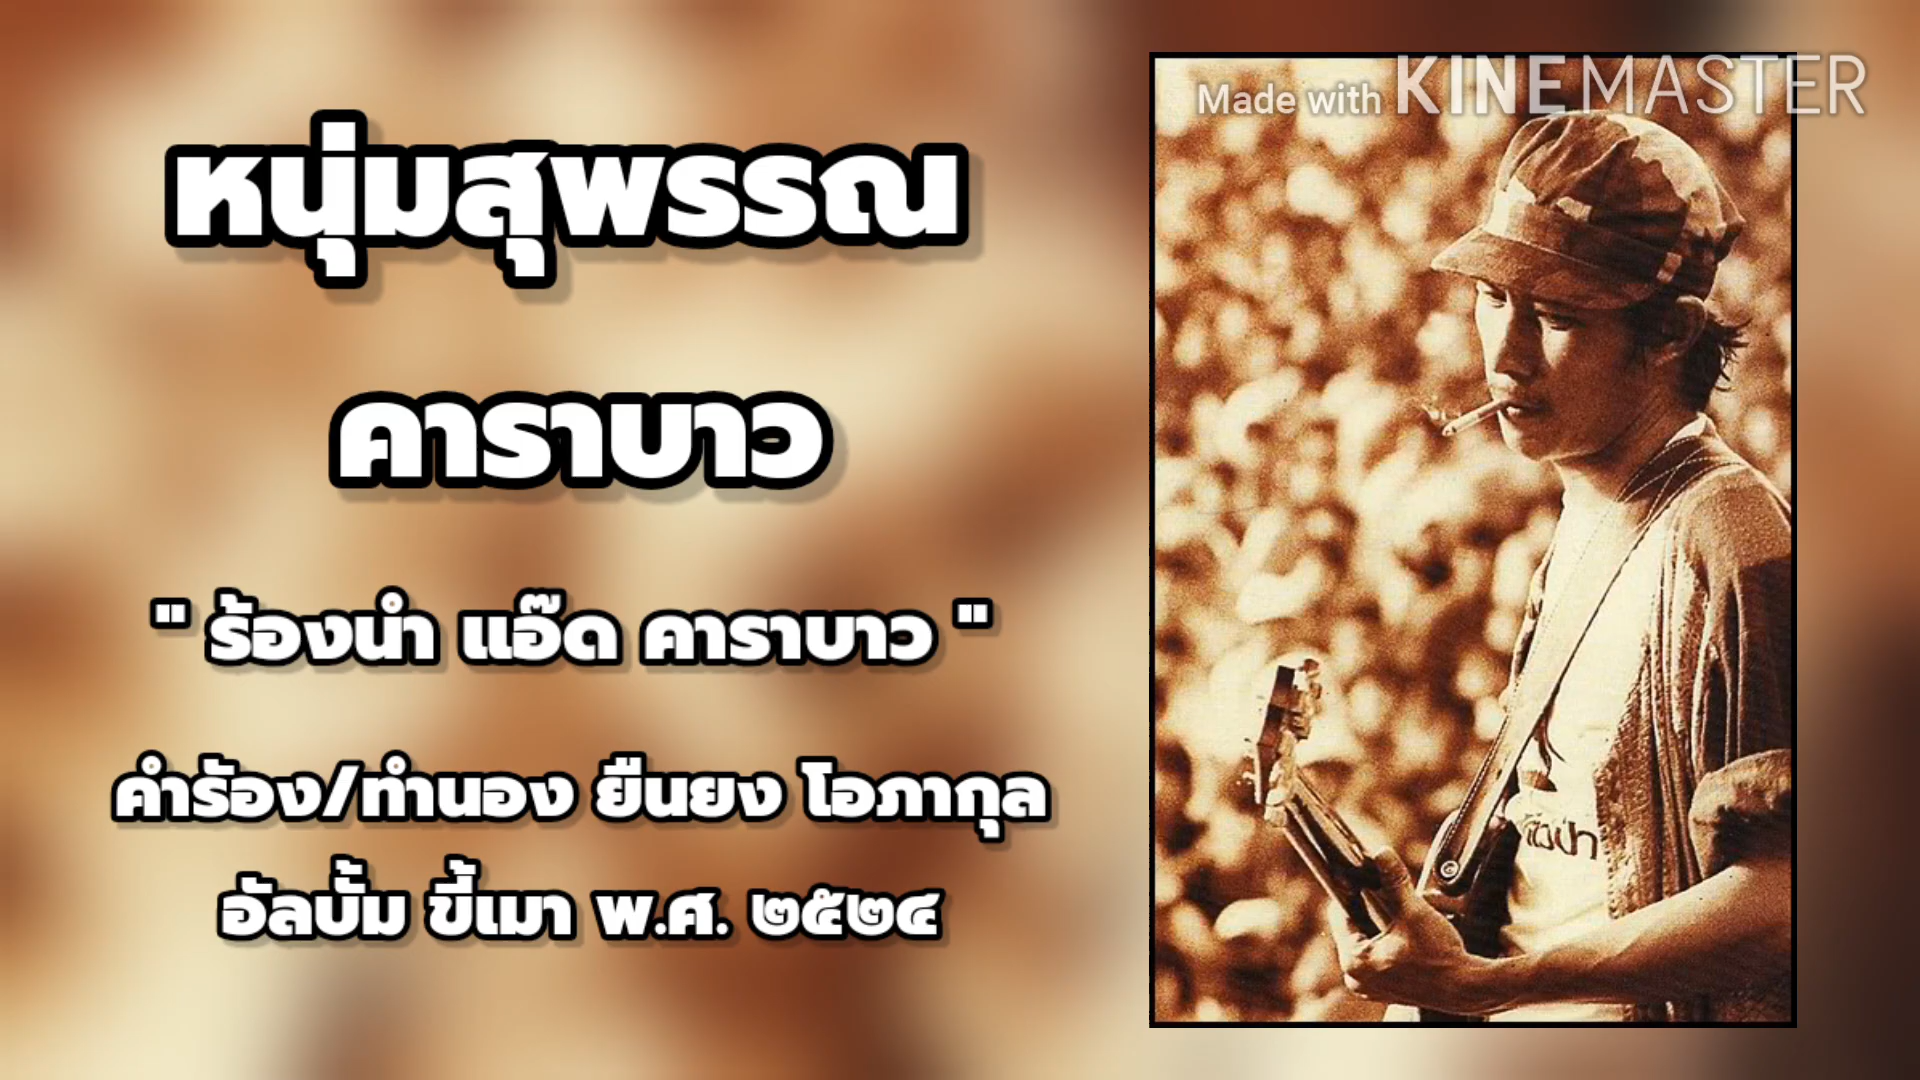 Made with KINEMASTER
หนุ่มสุพรรณ
คาราบาว
" ร้องนำ แอ๊ด คาราบาว "
คำร้อง/ทำนอง ยืนยง โอภากุล
อัลบั้ม ขี้เมา พ.ศ. ๒๕๒๔